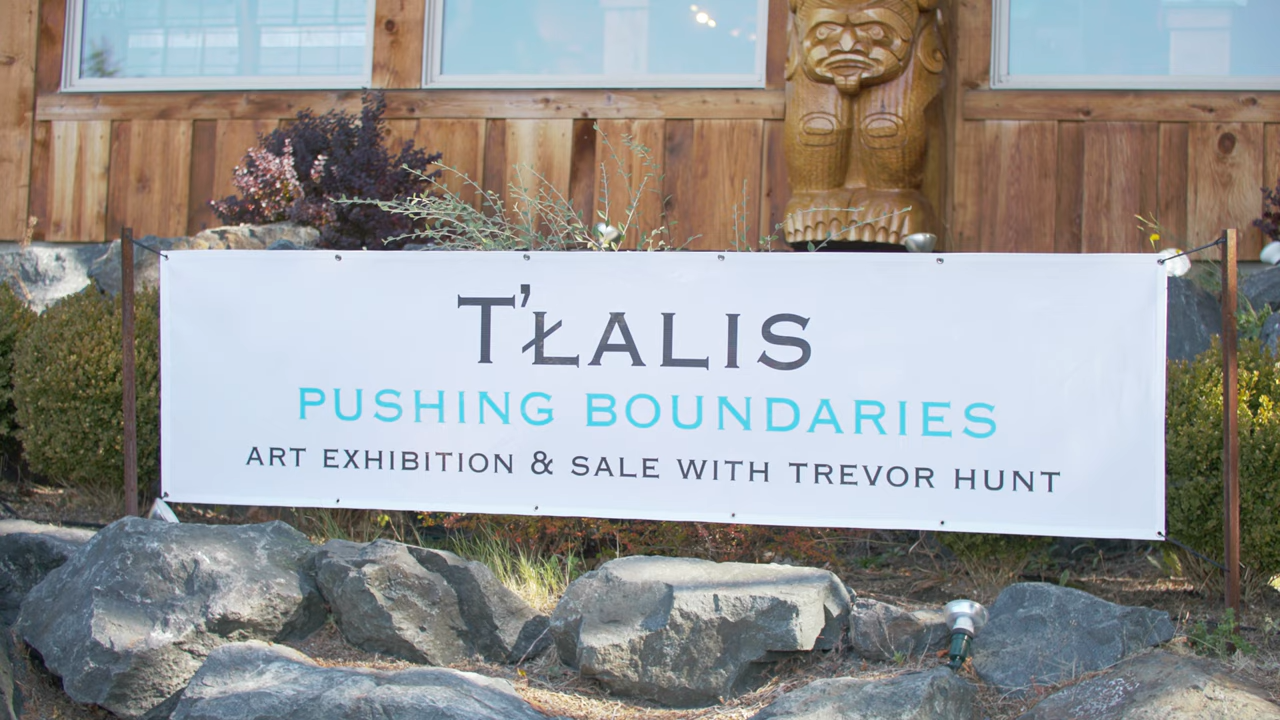 T'ŁALIS
PUSHING BOUNDARIES
ART EXHIBITION & SALE WITH TREVOR HUNT